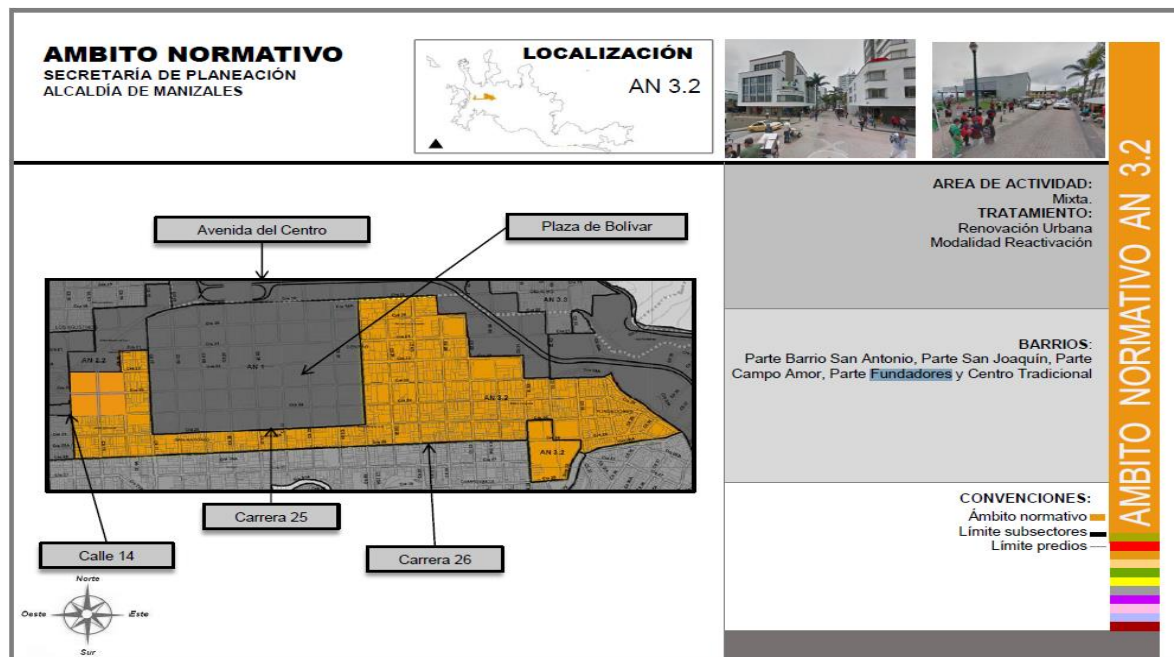 AMBITO NORMATIVO
SECRETARÍA DE PLANEACIÓN
ALCALDÍA DE MANIZALES
LOCALIZACIÓN
AN 3.2
AREA DE ACTIVIDAD:
Mixta.
TRATAMIENTO:
Renovación Urbana
Modalidad Reactivación
BARRIOS:
Parte Barrio San Antonio, Parte San Joaquín, Parte
Campo Amor, Parte Fundadores y Centro Tradicional
CONVENCIONES:
Ámbito normativo
Límite subsectores
Límite predios
AMBITO NORMATIVO AN 3.2
Avenida del Centro
Plaza de Bolívar
AN 3.3
AN 2.2
AN 1
AN 3.2
AN 3.2
Carrera 25
Calle 14
Carrera 26
Norte
Oeste
Este
Sur